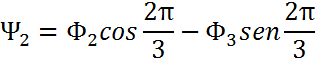 Ψ₂ = Φ₂cos 2π/3 − Φ₃sen 2π/3